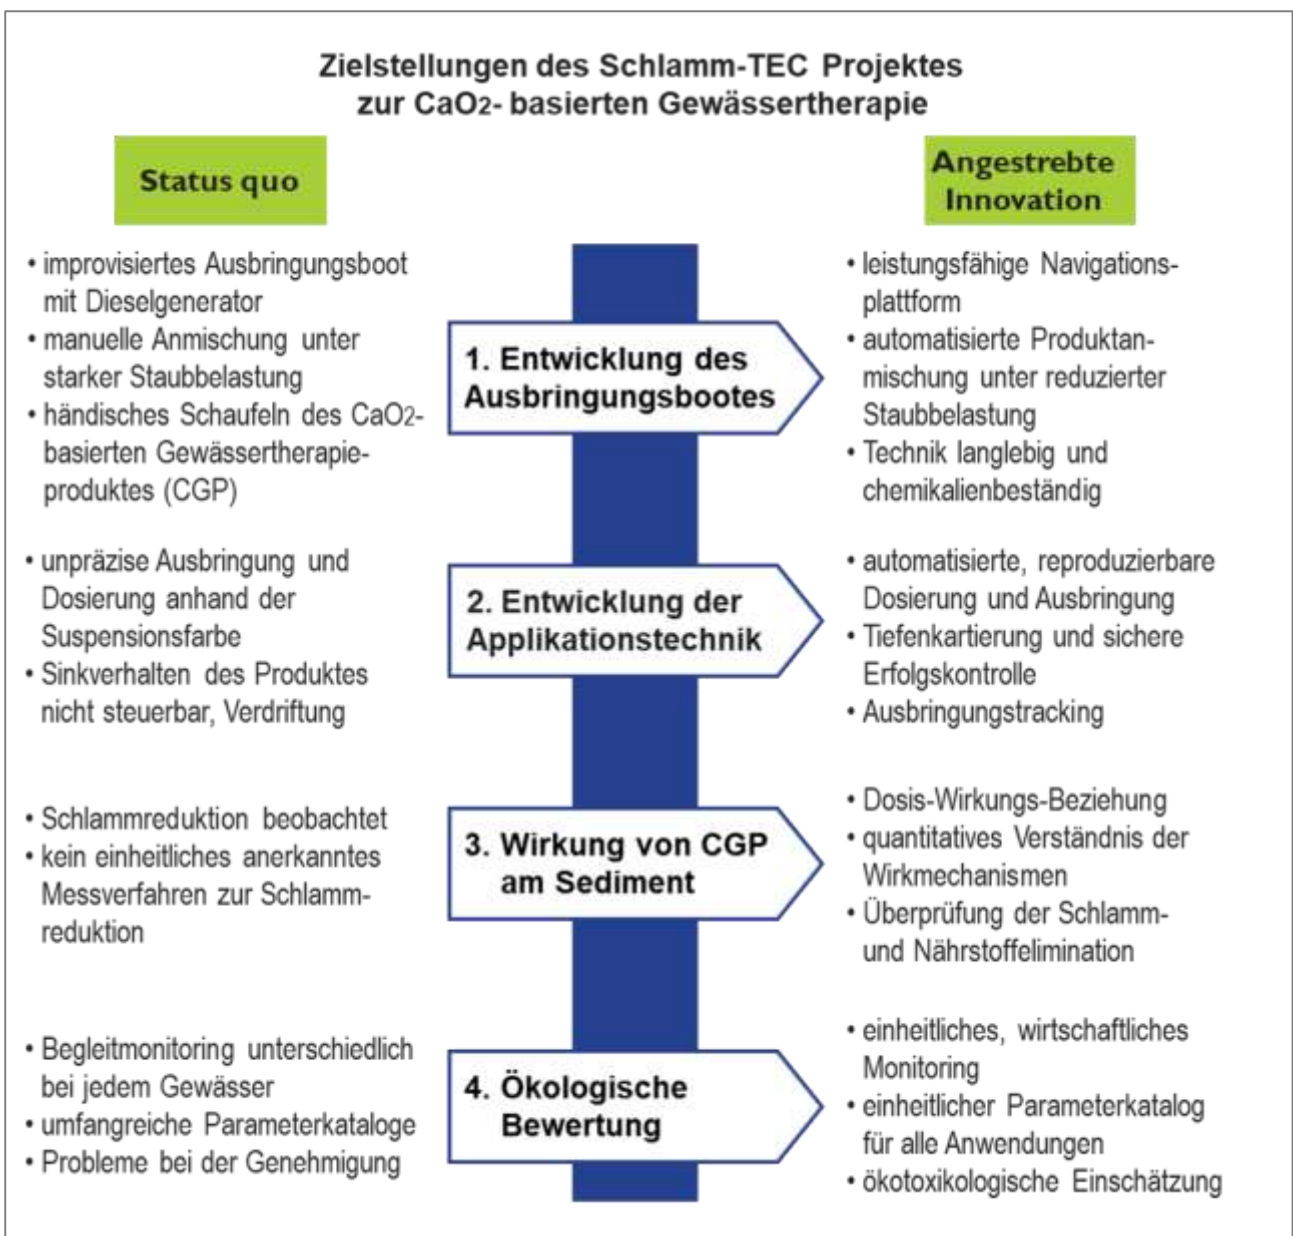 Zielstellungen des Schlamm-TEC Projektes
zur CaO2- basierten Gewässertherapie
Status quo
Angestrebte
Innovation
• improvisiertes Ausbringungsboot
mit Dieselgenerator
• manuelle Anmischung unter
starker Staubbelastung
• händisches Schaufeln des CaO2-
basierten Gewässertherapie-
produktes (CGP)
1. Entwicklung des
Ausbringungsbootes
• leistungsfähige Navigations-
plattform
• automatisierte Produktan-
mischung unter reduzierter
Staubbelastung
• Technik langlebig und
chemikalienbeständig
• unpräzise Ausbringung und
Dosierung anhand der
Suspensionsfarbe
• Sinkverhalten des Produktes
nicht steuerbar, Verdriftung
2. Entwicklung der
Applikationstechnik
• automatisierte, reproduzierbare
Dosierung und Ausbringung
• Tiefenkartierung und sichere
Erfolgskontrolle
• Ausbringungstracking
• Schlammreduktion beobachtet
• kein einheitliches anerkanntes
Messverfahren zur Schlamm-
reduktion
3. Wirkung von CGP
am Sediment
• Dosis-Wirkungs-Beziehung
• quantitatives Verständnis der
Wirkmechanismen
• Überprüfung der Schlamm-
und Nährstoffelimination
• Begleitmonitoring unterschiedlich
bei jedem Gewässer
• umfangreiche Parameterkataloge
• Probleme bei der Genehmigung
4. Ökologische
Bewertung
• einheitliches, wirtschaftliches
Monitoring
• einheitlicher Parameterkatalog
für alle Anwendungen
• ökotoxikologische Einschätzung